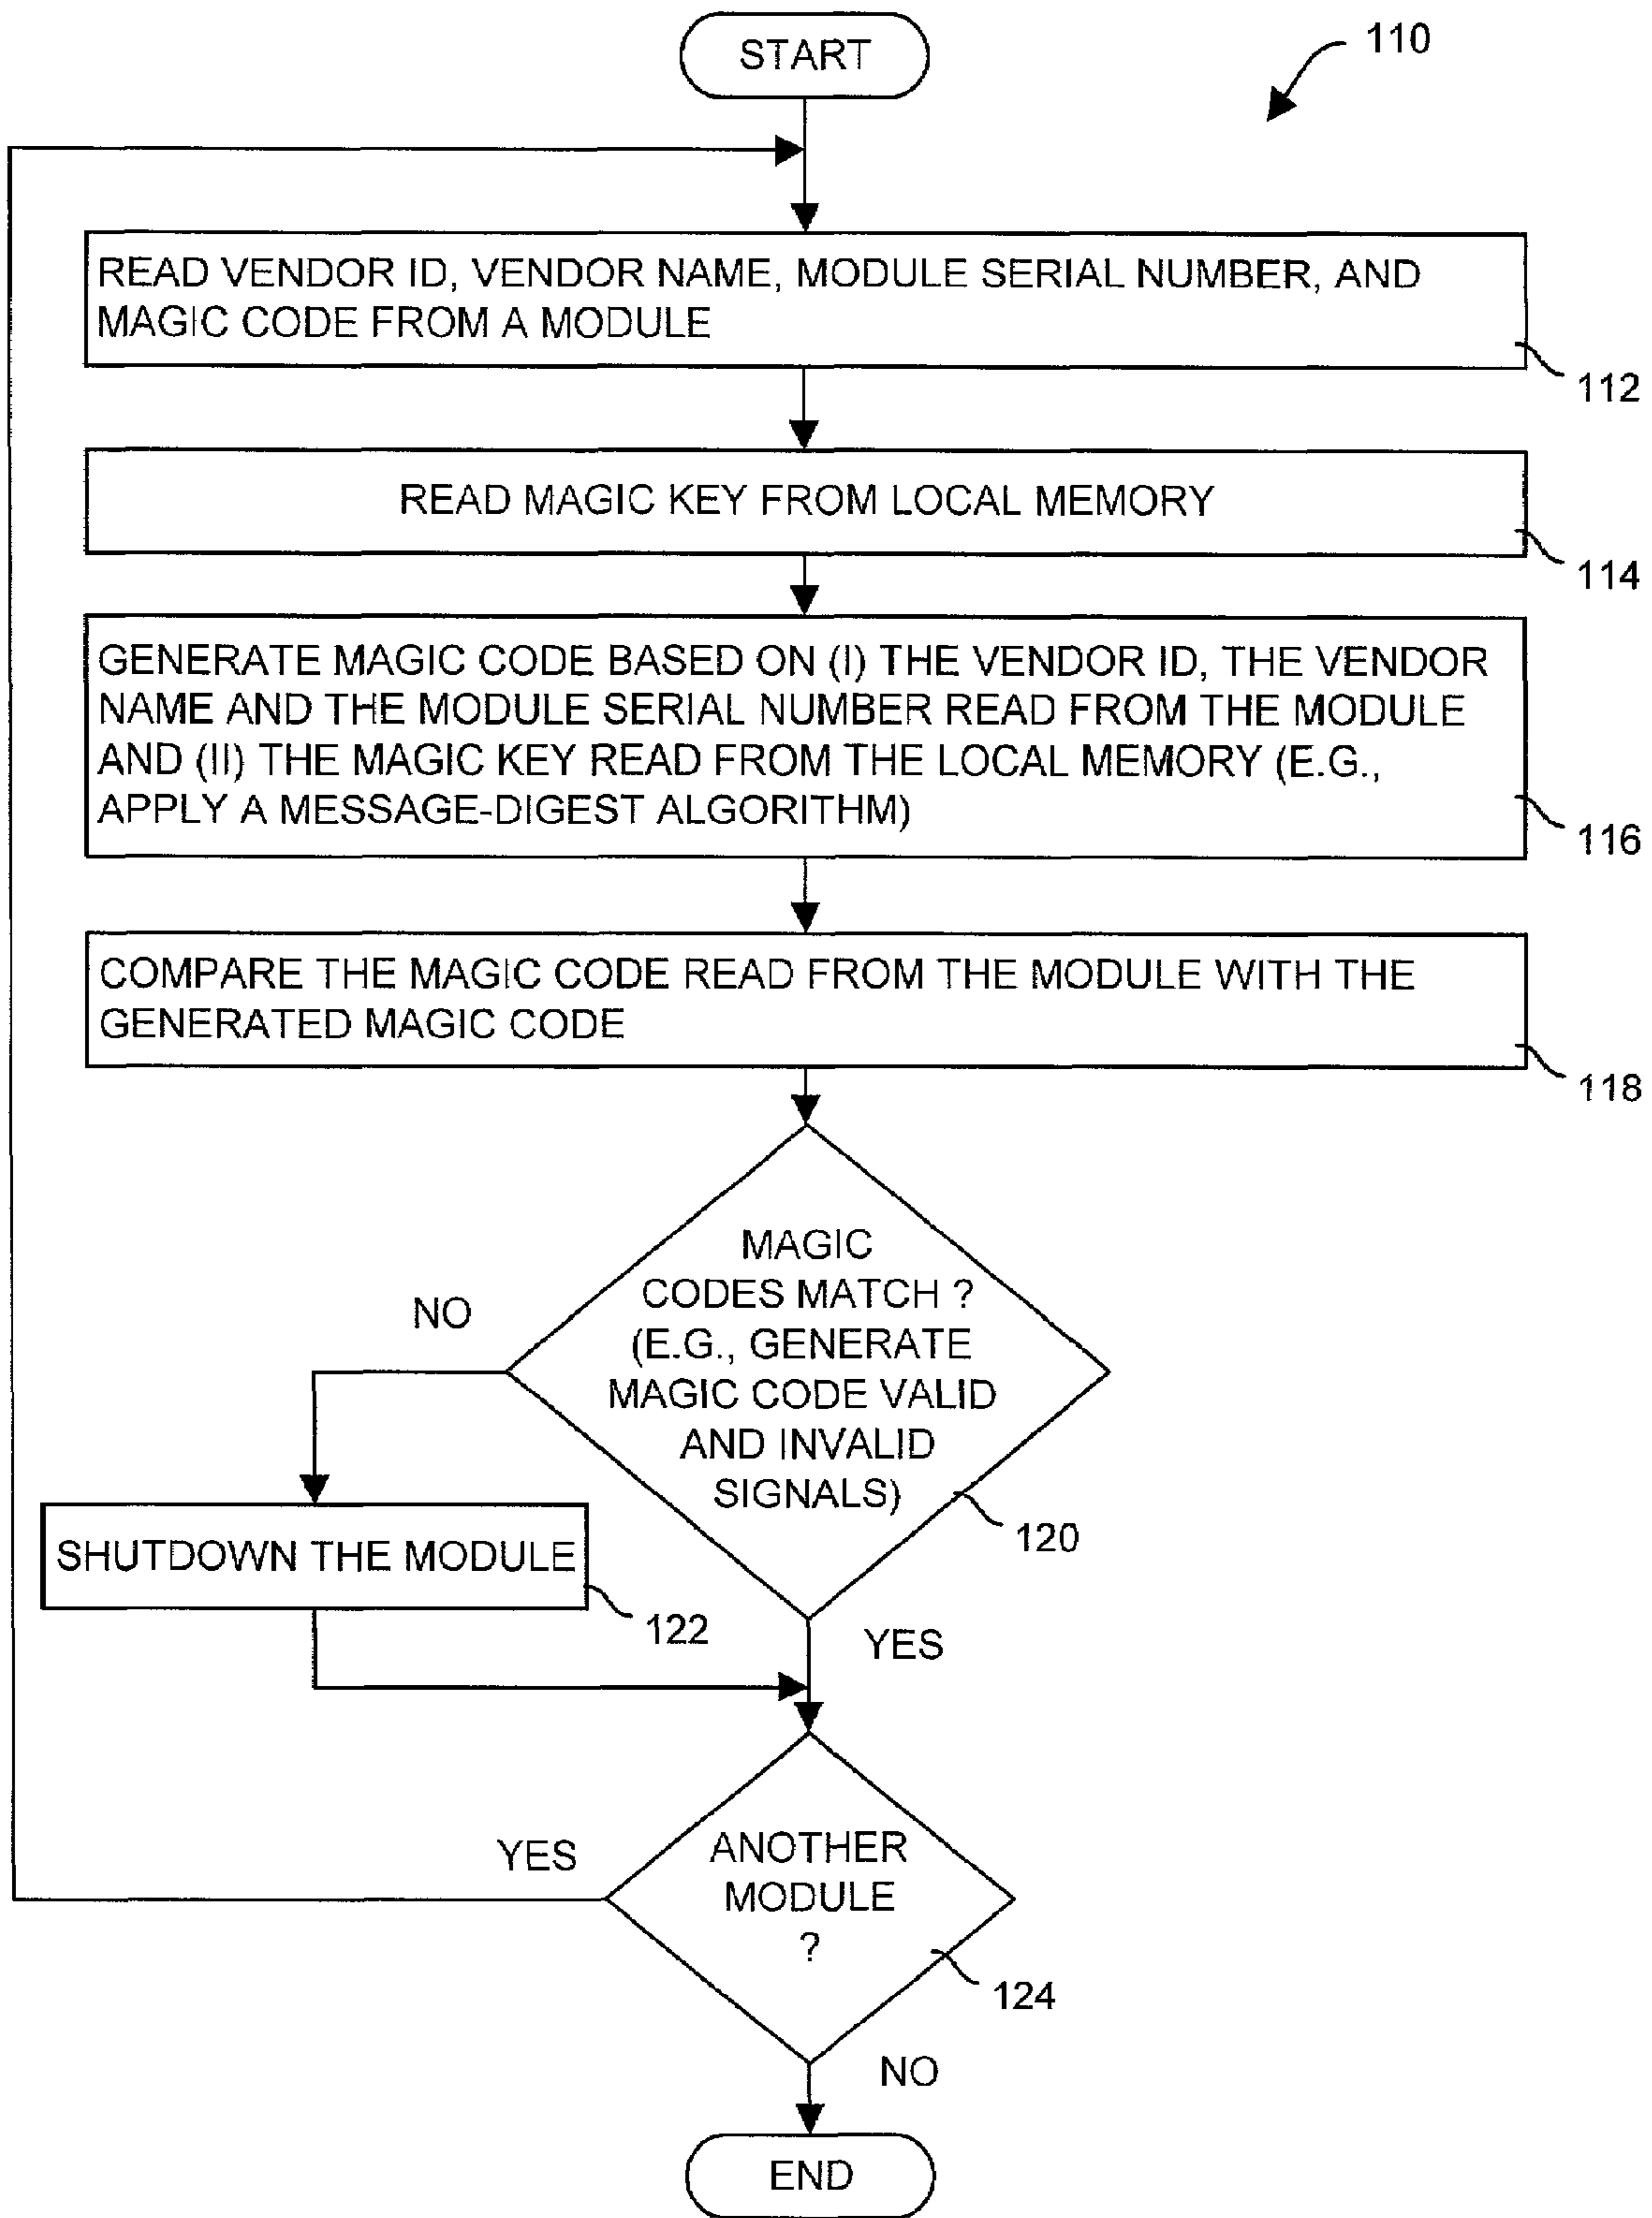 START
110
READ VENDOR ID, VENDOR NAME, MODULE SERIAL NUMBER, AND
MAGIC CODE FROM A MODULE
112
READ MAGIC KEY FROM LOCAL MEMORY
114
GENERATE MAGIC CODE BASED ON (I) THE VENDOR ID, THE VENDOR
NAME AND THE MODULE SERIAL NUMBER READ FROM THE MODULE
AND (II) THE MAGIC KEY READ FROM THE LOCAL MEMORY (E.G.,
APPLY A MESSAGE-DIGEST ALGORITHM)
116
COMPARE THE MAGIC CODE READ FROM THE MODULE WITH THE
GENERATED MAGIC CODE
118
MAGIC
CODES MATCH ?
(E.G., GENERATE
MAGIC CODE VALID
AND INVALID
SIGNALS)
NO
120
SHUTDOWN THE MODULE
122
YES
ANOTHER
MODULE
?
YES
124
NO
END